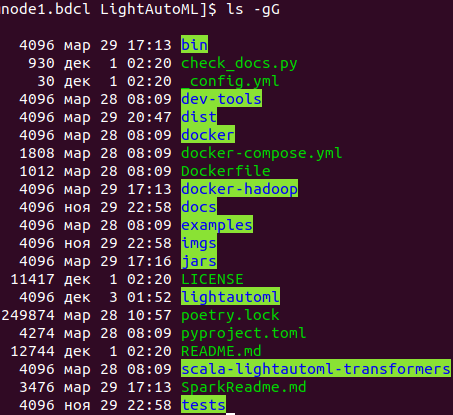 node1.bdcl LightAutoML]$ ls -gG
4096 мар 29 17:13 bin
930 дек 1 02:20 check_docs.py
30 дек 1 02:20 _config.yml
4096 мар 28 08:09 dev-tools
4096 мар 29 20:47 dist
4096 мар 28 08:09 docker
1808 мар 28 08:09 docker-compose.yml
1012 мар 28 08:09 Dockerfile
4096 мар 29 17:13 docker-hadoop
4096 ноя 29 22:58 docs
4096 мар 28 08:09 examples
4096 ноя 29 22:58 imgs
4096 мар 29 17:16 jars
11417 дек 1 02:20 LICENSE
4096 дек 3 01:52 lightautoml
249874 мар 28 10:57 poetry.lock
4274 мар 28 08:09 pyproject.toml
12744 дек 1 02:20 README.md
4096 мар 28 08:09 scala-lightautoml-transformers
3476 мар 29 17:13 SparkReadme.md
4096 ноя 29 22:58 tests